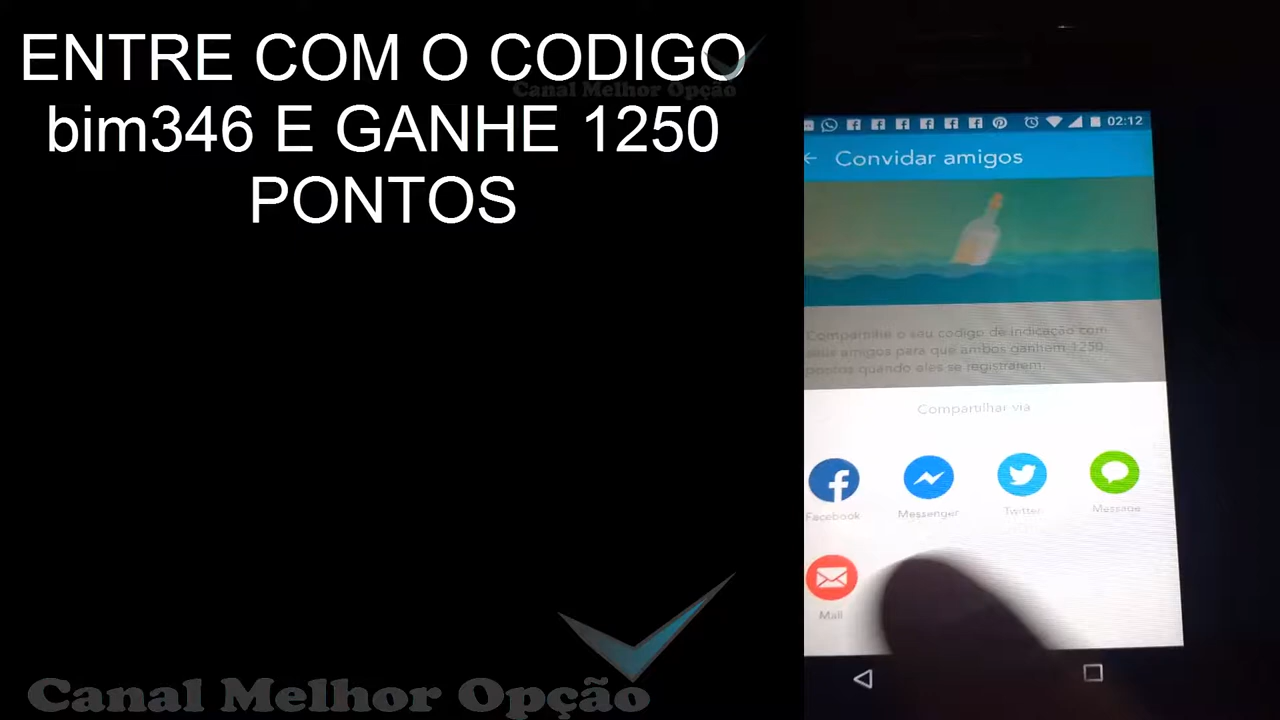 ENTRE COM O CODIGO
bim346 E GANHE 1250
PONTOS
Canal Melhor Opção
02:12
Convidar amigos
Compartilhe o seu codigo de indicação com
seus amigos para que ambos ganhem 1250
pontos quando eles se registrarem.
Compartilhar via
Facebook
Messenger
Twitter
Message
Mail
Canal Melhor Opção